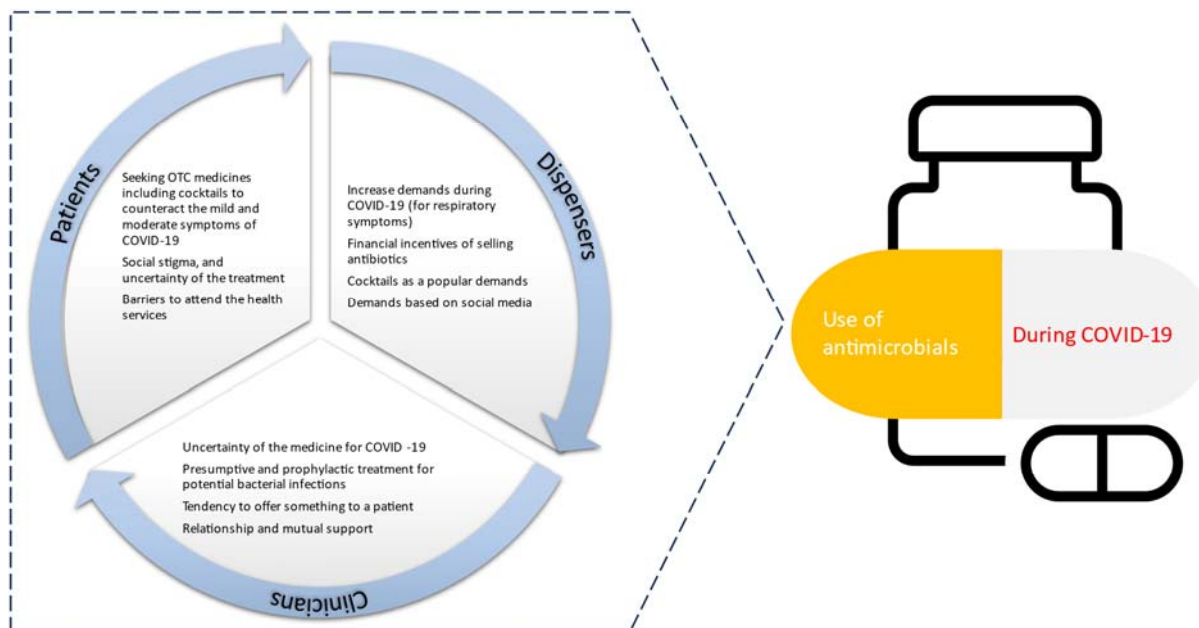 Patients
Seeking OTC medicines
including cocktails to
counteract the mild and
moderate symptoms of
COVID-19
Social stigma, and
uncertainty of the treatment
Barriers to attend the health
services
Dispensers
Increase demands during
COVID-19 (for respiratory
symptoms)
Financial incentives of selling
antibiotics
Cocktails as a popular demands
Demands based on social media
Uncertainty of the medicine for COVID -19
Presumptive and prophylactic treatment for
potential bacterial infections
Tendency to offer something to a patient
Relationship and mutual support
Clinicians
Use of
antimicrobials
During COVID-19